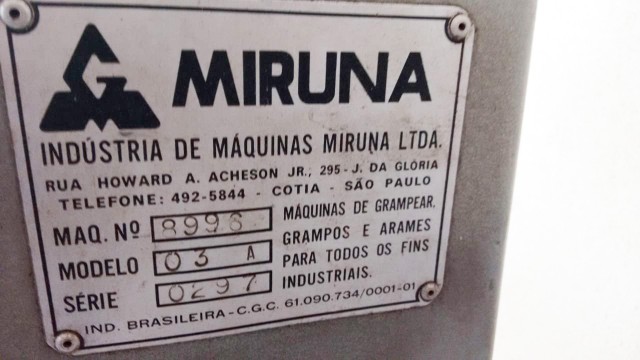 MIRUNA
INDÚSTRIA DE MÁQUINAS MIRUNA LTDA.
RUA HOWARD A. ACHESON JR., 295 - J. DA GLÓRIA
TELEFONE: 492-5844 - COTIA - SÃO PAULO
MAQ. Nº 8996
MODELO 03 A
SÉRIE 0297
MÁQUINAS DE GRAMPEAR.
GRAMPOS E ARAMES
PARA TODOS OS FINS
INDUSTRIAIS.
IND. BRASILEIRA - C.G.C. 61.090.734/0001-01